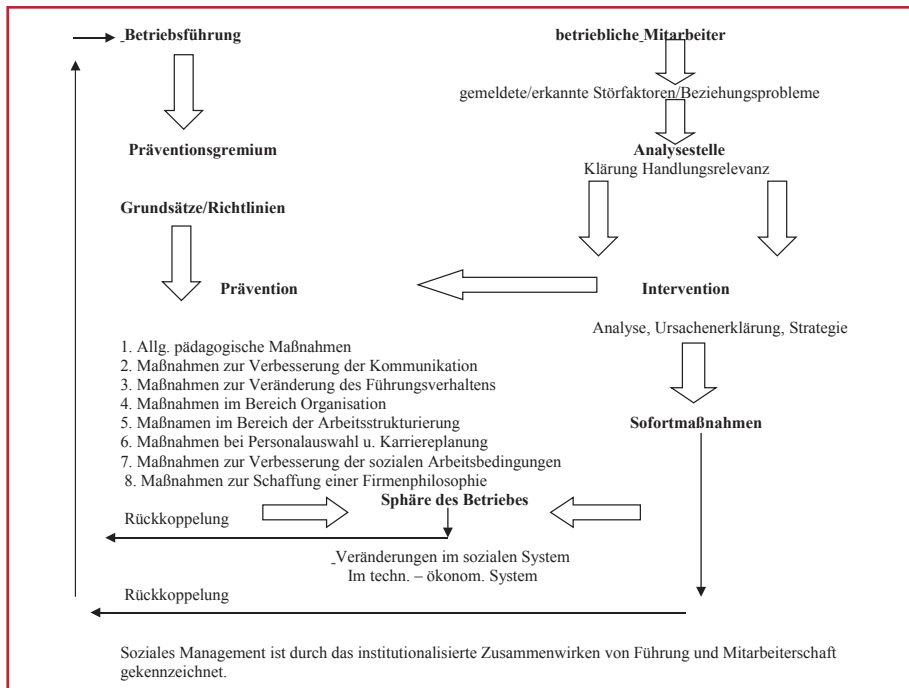 Betriebsführung
betriebliche Mitarbeiter
gemeldete/erkannte Störfaktoren/Beziehungsprobleme
Präventionsgremium
Analysestelle
Klärung Handlungsrelevanz
Grundsätze/Richtlinien
Prävention
Intervention
Analyse, Ursachenerklärung, Strategie
1. Allg. pädagogische Maßnahmen
2. Maßnahmen zur Verbesserung der Kommunikation
3. Maßnahmen zur Veränderung des Führungsverhaltens
4. Maßnahmen im Bereich Organisation
5. Maßnamen im Bereich der Arbeitsstrukturierung
6. Maßnahmen bei Personalauswahl u. Karriereplanung
7. Maßnahmen zur Verbesserung der sozialen Arbeitsbedingungen
8. Maßnahmen zur Schaffung einer Firmenphilosophie
Sofortmaßnahmen
Sphäre des Betriebes
Rückkoppelung
Veränderungen im sozialen System
Im techn. – ökonom. System
Rückkoppelung
Soziales Management ist durch das institutionalisierte Zusammenwirken von Führung und Mitarbeiterschaft
gekennzeichnet.